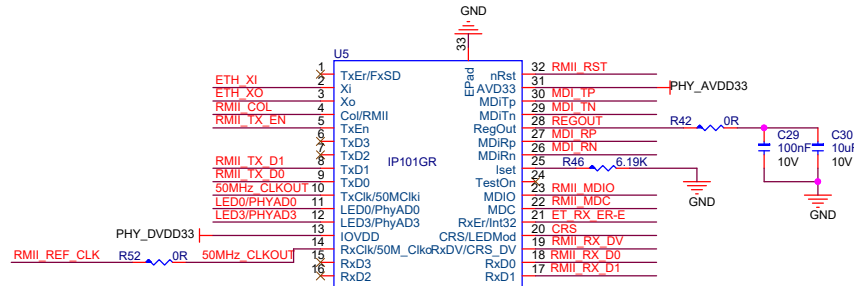 GND
U5
33
EPad
1 TxEr/FxSD
ETH_XI 2 Xi
ETH_XO 3 Xo
RMII_COL 4 Col/RMII
RMII_TX_EN 5 TxEn
6 TxD3
7 TxD2
RMII_TX_D1 8 TxD1
RMII_TX_D0 9 TxD0
50MHz_CLKOUT 10 TxClk/50MClki
LED0/PHYAD0 11 LED0/PhyAD0
LED3/PHYAD3 12 LED3/PhyAD3
PHY_DVDD33 13 IOVDD
RMII_REF_CLK R52 0R 50MHz_CLKOUT 14 RxClk/50M_Clko
15 RxD3
16 RxD2
IP101GR
nRst 32 RMII_RST
AVD33 31 PHY_AVDD33
MDiTp 30 MDI_TP
MDiTn 29 MDI_TN
RegOut 28 REGOUT R42 0R
MDiRp 27 MDI_RP
MDiRn 26 MDI_RN
Iset 25 R46 6.19K
TestOn 24
MDIO 23 RMII_MDIO
MDC 22 RMII_MDC
RxEr/Int32 21 ET_RX_ER-E
CRS/LEDMod 20 CRS
RxDV/CRS_DV 19 RMII_RX_DV
RxD0 18 RMII_RX_D0
RxD1 17 RMII_RX_D1
GND
C29
100nF
10V
C30
10uF
10V
GND